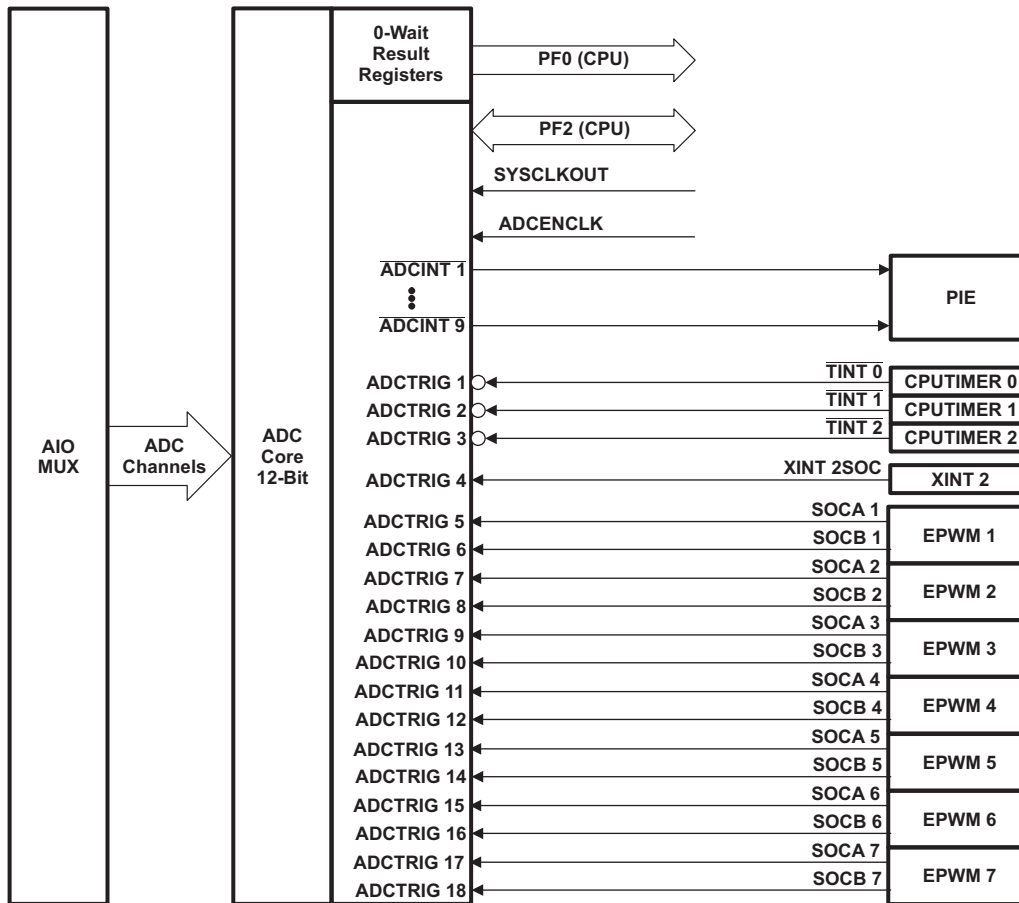 0-Wait
Result
Registers
PF0 (CPU)
PF2 (CPU)
SYSCLKOUT
ADCENCLK
ADCINT 1
ADCINT 9
PIE
ADCTRIG 1
TINT 0
CPUTIMER 0
ADCTRIG 2
TINT 1
CPUTIMER 1
ADCTRIG 3
TINT 2
CPUTIMER 2
AIO
MUX
ADC
Channels
ADC
Core
12-Bit
ADCTRIG 4
XINT 2SOC
XINT 2
ADCTRIG 5
SOCA 1
ADCTRIG 6
SOCB 1
EPWM 1
ADCTRIG 7
SOCA 2
ADCTRIG 8
SOCB 2
EPWM 2
ADCTRIG 9
SOCA 3
ADCTRIG 10
SOCB 3
EPWM 3
ADCTRIG 11
SOCA 4
ADCTRIG 12
SOCB 4
EPWM 4
ADCTRIG 13
SOCA 5
ADCTRIG 14
SOCB 5
EPWM 5
ADCTRIG 15
SOCA 6
ADCTRIG 16
SOCB 6
EPWM 6
ADCTRIG 17
SOCA 7
ADCTRIG 18
SOCB 7
EPWM 7